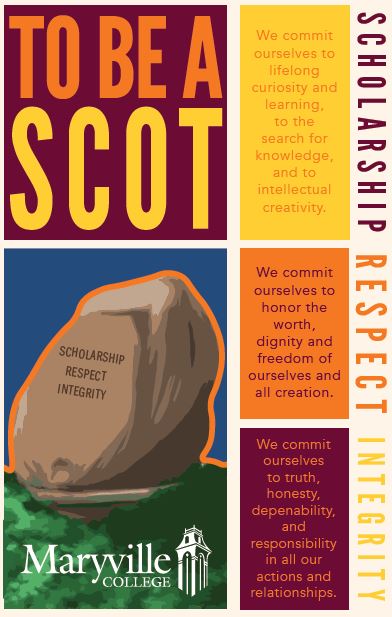 TO BE A
SCOT
We commit
ourselves to
lifelong
curiosity and
learning,
to the
search for
knowledge,
and to
intellectual
creativity.
SCHOLARSHIP
We commit
ourselves to
honor the
worth,
dignity and
freedom of
ourselves and
all creation.
RESPECT
We commit
ourselves
to truth,
honesty,
depenability,
and
responsibility
in all our
actions and
relationships.
INTEGRITY
SCHOLARSHIP
RESPECT
INTEGRITY
Maryville
COLLEGE